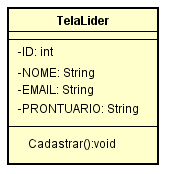 TelaLider
-ID: int
-NOME: String
-EMAIL: String
-PRONTUARIO: String
Cadastrar():void